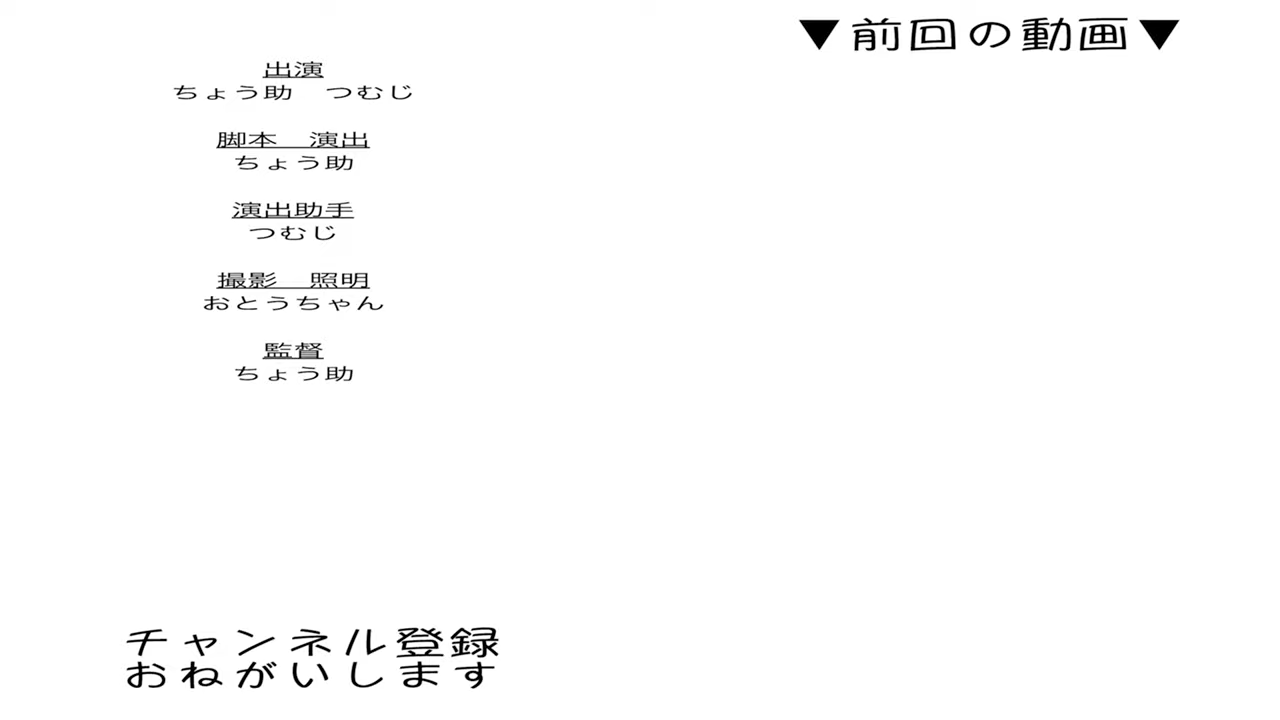 ▼前回の動画▼
出演
ちょう助　つむじ
脚本　演出
ちょう助
演出助手
つむじ
撮影　照明
おとうちゃん
監督
ちょう助
チャンネル登録
おねがいします